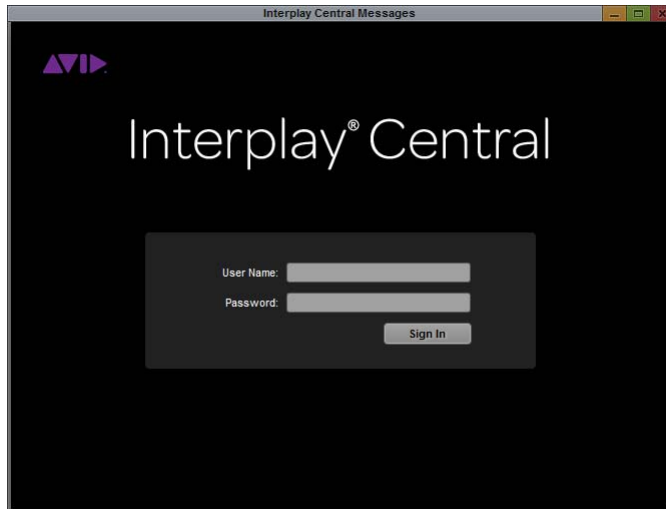 Interplay Central Messages
AVID
Interplay® Central
User Name:
Password:
Sign In